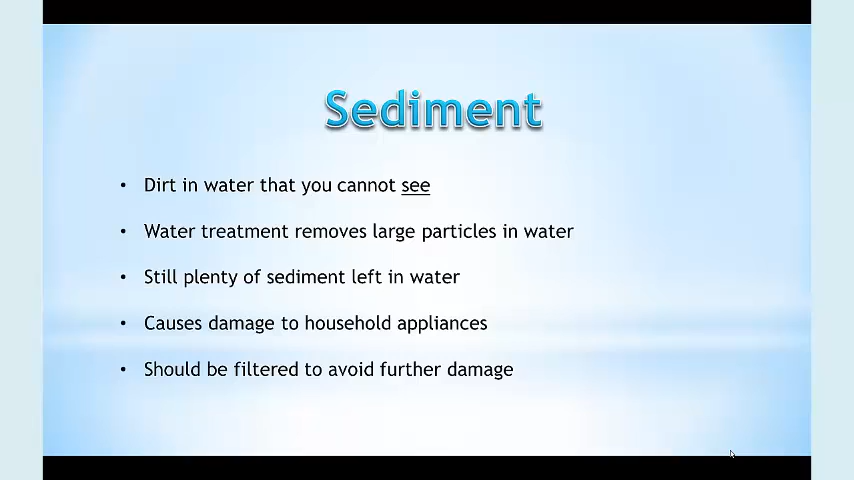 Sediment
• Dirt in water that you cannot see
• Water treatment removes large particles in water
• Still plenty of sediment left in water
• Causes damage to household appliances
• Should be filtered to avoid further damage